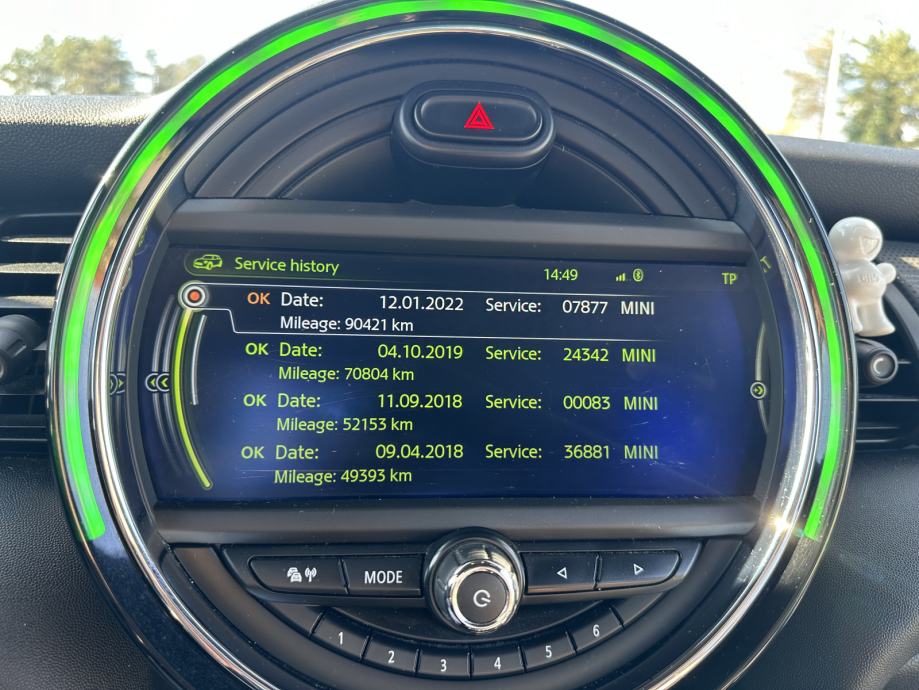 Service history 14:49 TP
OK Date: 12.01.2022 Service: 07877 MINI
Mileage: 90421 km
OK Date: 04.10.2019 Service: 24342 MINI
Mileage: 70804 km
OK Date: 11.09.2018 Service: 00083 MINI
Mileage: 52153 km
OK Date: 09.04.2018 Service: 36881 MINI
Mileage: 49393 km
MODE
1 2 3 4 5 6